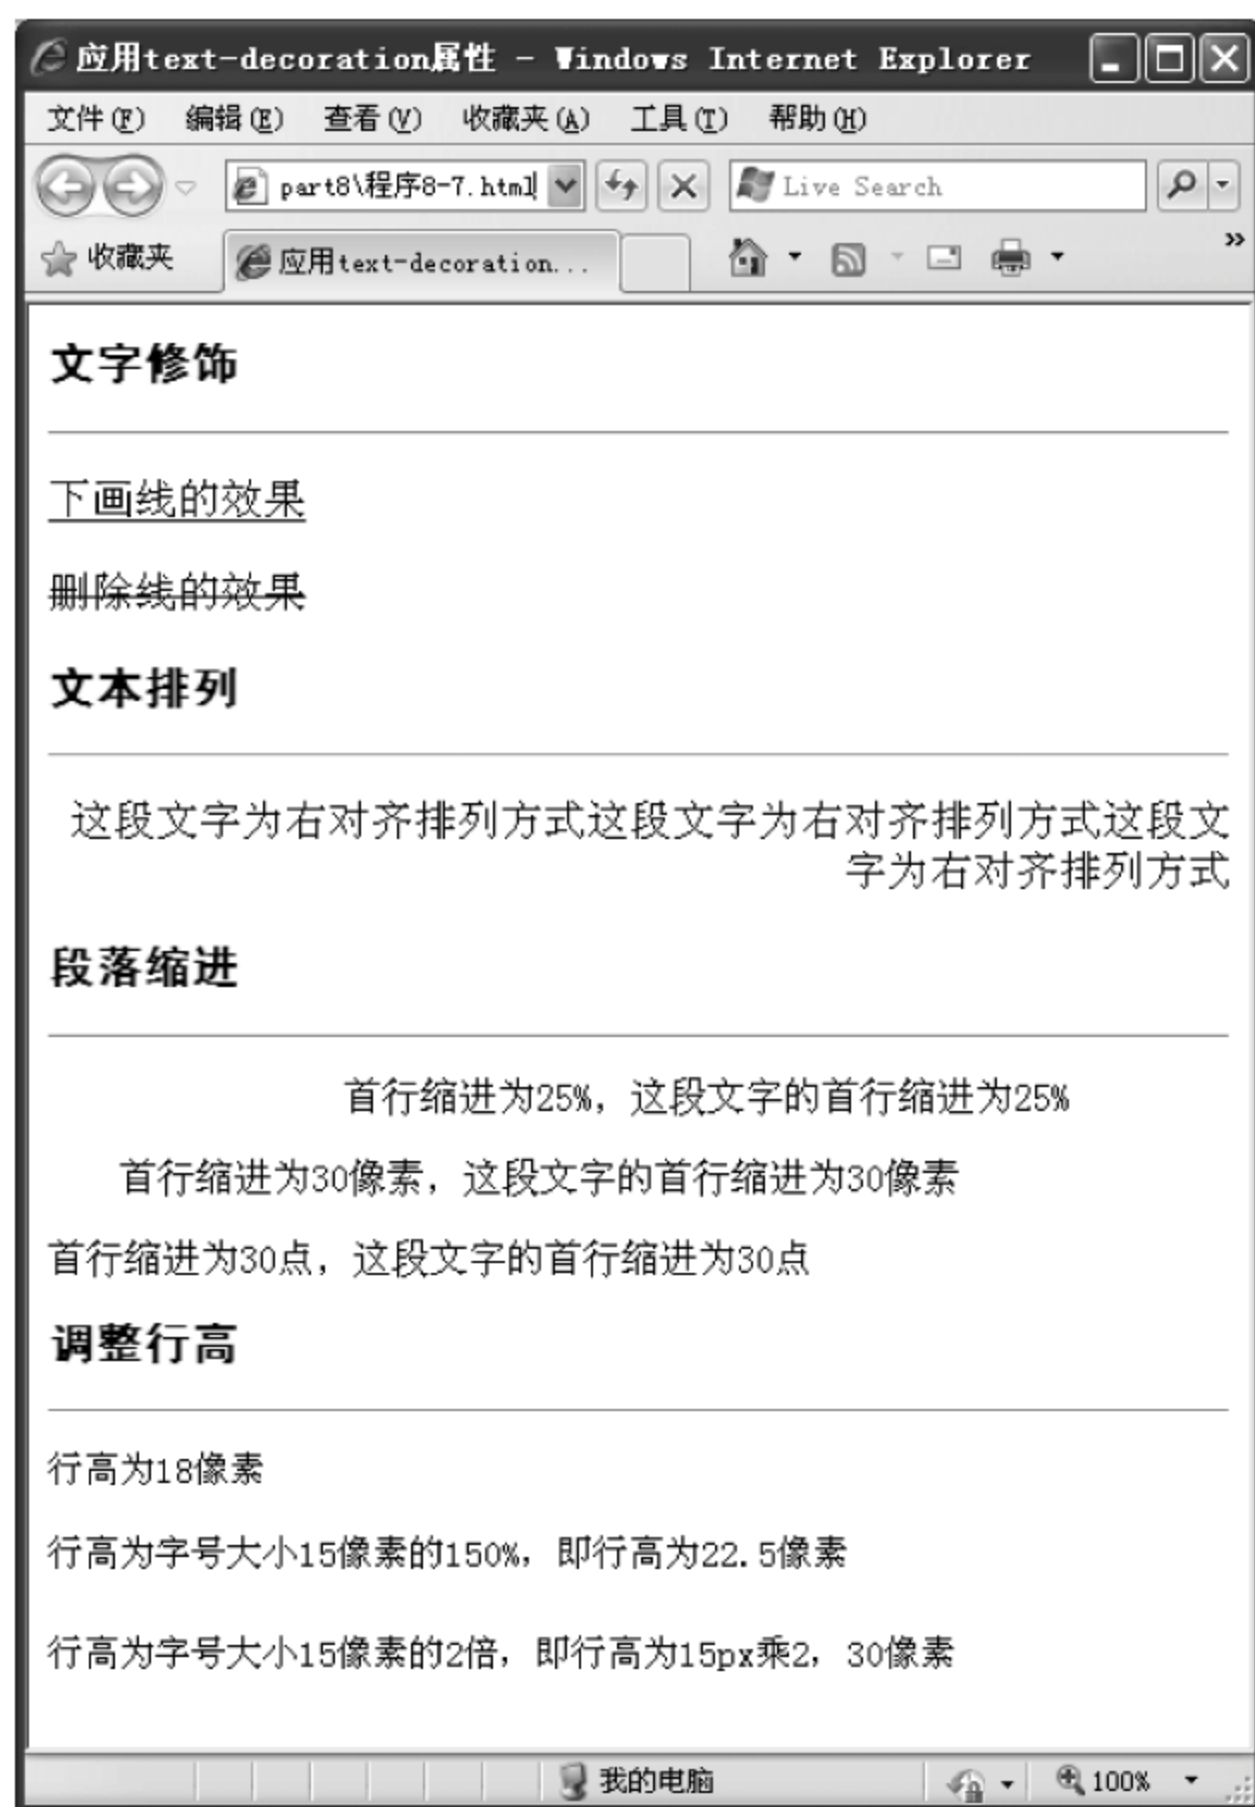 应用text-decoration属性 - Windows Internet Explorer
文件(F) 编辑(E) 查看(V) 收藏夹(A) 工具(T) 帮助(H)
part8\程序8-7.html Live Search
收藏夹 应用text-decoration... »
文字修饰
下画线的效果
删除线的效果
文本排列
这段文字为右对齐排列方式这段文字为右对齐排列方式这段文
字为右对齐排列方式
段落缩进
首行缩进为25%，这段文字的首行缩进为25%
首行缩进为30像素，这段文字的首行缩进为30像素
首行缩进为30点，这段文字的首行缩进为30点
调整行高
行高为18像素
行高为字号大小15像素的150%，即行高为22.5像素
行高为字号大小15像素的2倍，即行高为15px乘2，30像素
我的电脑 100%